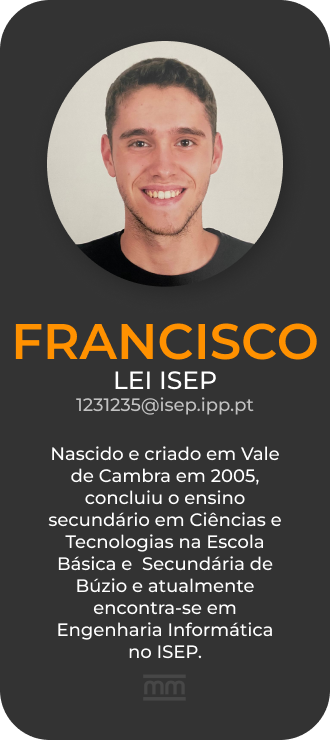 FRANCISCO
LEI ISEP
1231235@isep.ipp.pt
Nascido e criado em Vale
de Cambra em 2005,
concluiu o ensino
secundário em Ciências e
Tecnologias na Escola
Básica e  Secundária de
Búzio e atualmente
encontra-se em
Engenharia Informática
no ISEP.
mm